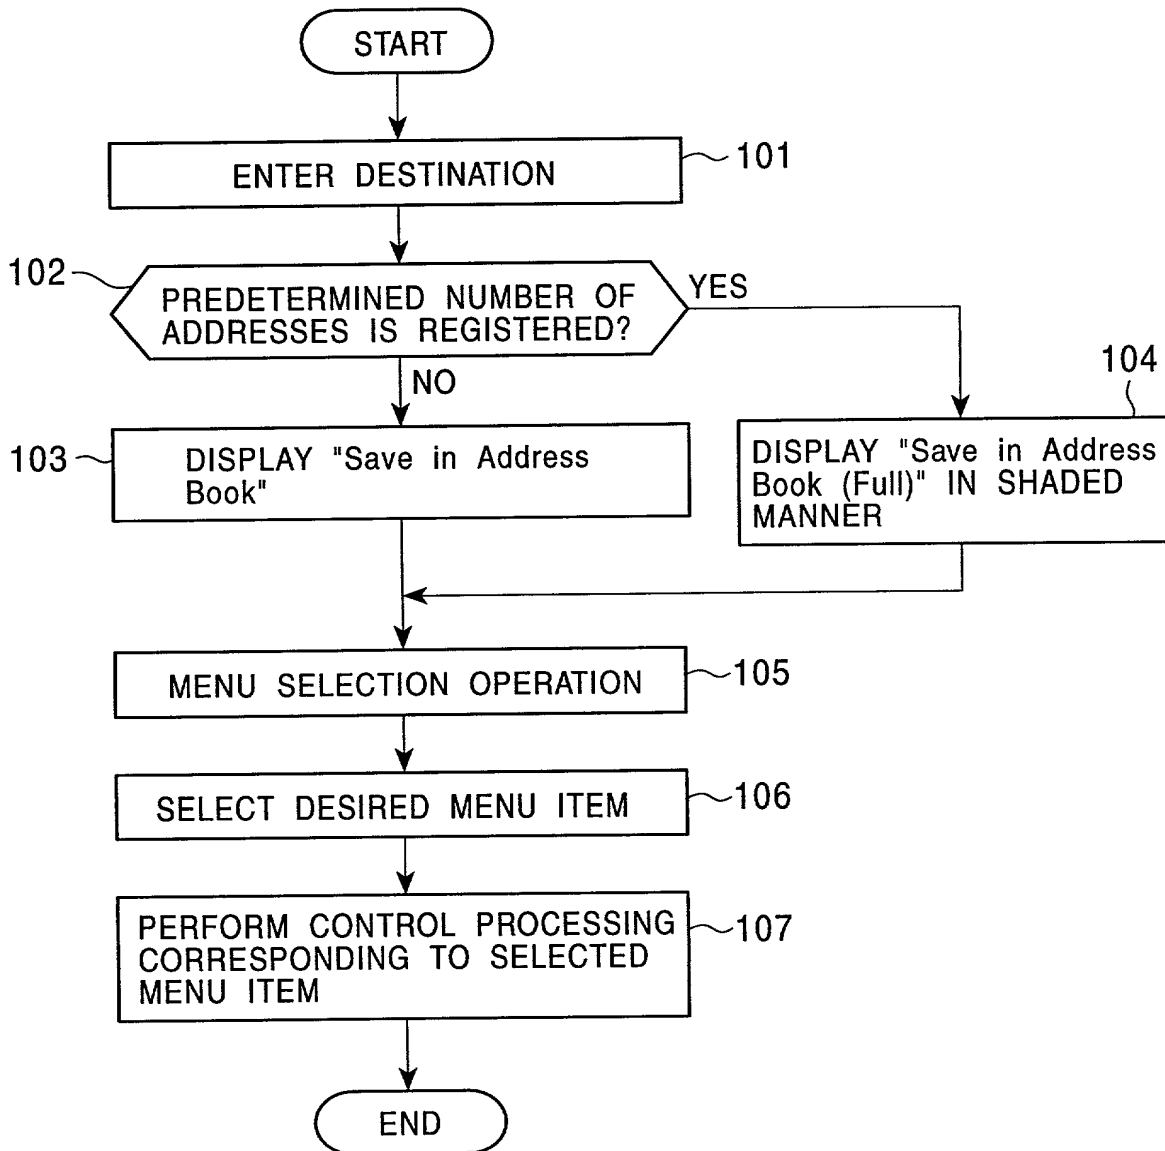 START
ENTER DESTINATION
101
102
PREDETERMINED NUMBER OF
ADDRESSES IS REGISTERED?
YES
NO
103
DISPLAY "Save in Address
Book"
104
DISPLAY "Save in Address
Book (Full)" IN SHADED
MANNER
MENU SELECTION OPERATION
105
SELECT DESIRED MENU ITEM
106
PERFORM CONTROL PROCESSING
CORRESPONDING TO SELECTED
MENU ITEM
107
END